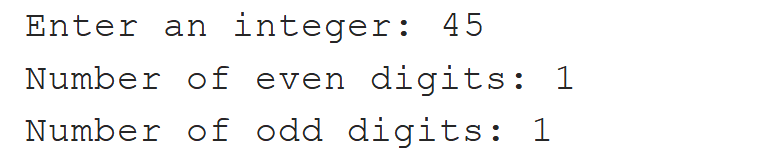 Enter an integer: 45
Number of even digits: 1
Number of odd digits: 1